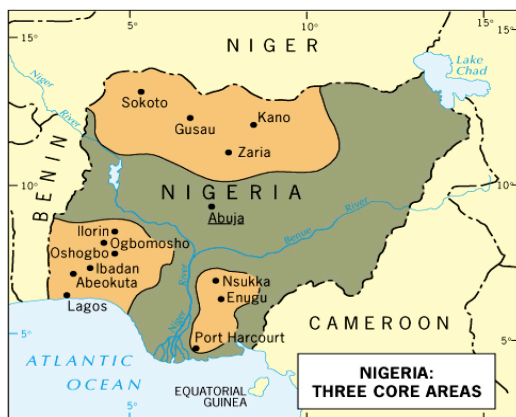 5°
10°
15°
15°
NIGER
Lake
Chad
Niger
River
Sokoto
Gusau
Kano
Zaria
BENIN
10°
10°
NIGERIA
Abuja
Benue
River
Ilorin
Ogbomosho
Oshogbo
Ibadan
Abeokuta
Lagos
Niger
River
Nsukka
Enugu
Port Harcourt
CAMEROON
5°
5°
ATLANTIC
OCEAN
EQUATORIAL
GUINEA
NIGERIA:
THREE CORE AREAS
5°
10°